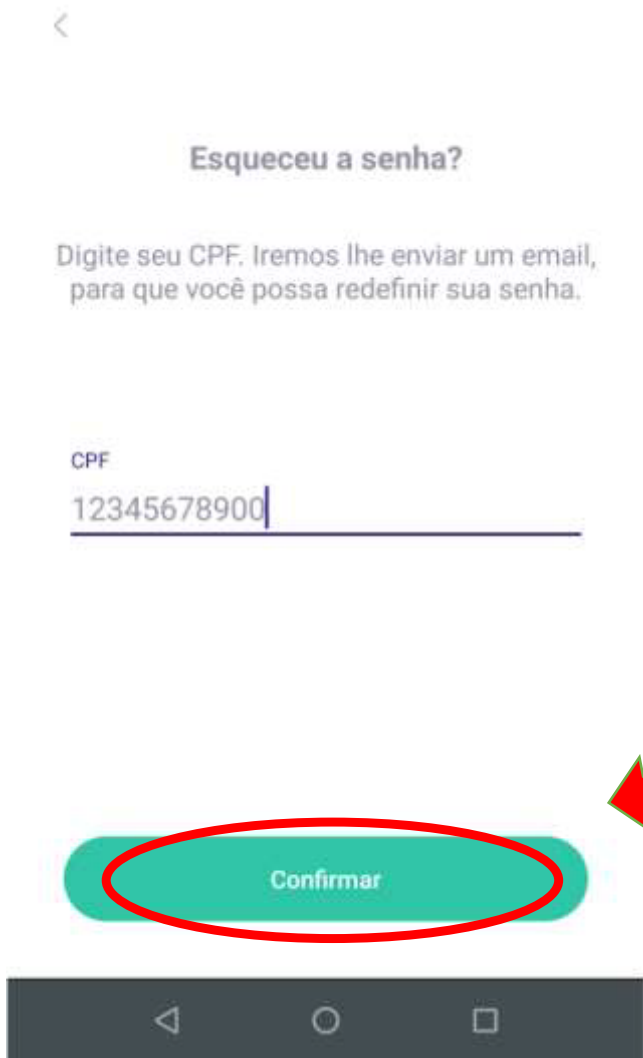 Esqueceu a senha?
Digite seu CPF. Iremos lhe enviar um email,
para que você possa redefinir sua senha.
CPF
12345678900
Confirmar